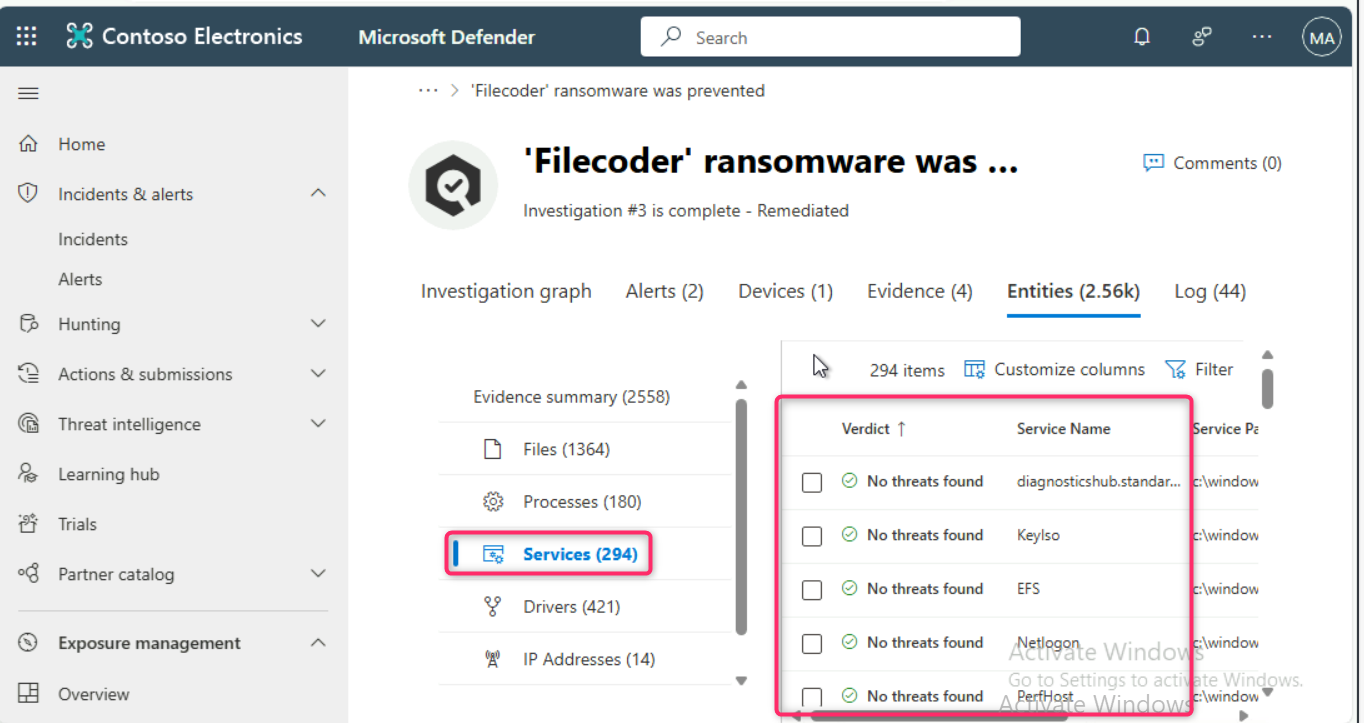 Contoso Electronics
Microsoft Defender
Search
MA
Home
Incidents & alerts
Incidents
Alerts
Hunting
Actions & submissions
Threat intelligence
Learning hub
Trials
Partner catalog
Exposure management
Overview
··· > 'Filecoder' ransomware was prevented
'Filecoder' ransomware was ...
Comments (0)
Investigation #3 is complete - Remediated
Investigation graph
Alerts (2)
Devices (1)
Evidence (4)
Entities (2.56k)
Log (44)
Evidence summary (2558)
Files (1364)
Processes (180)
Services (294)
Drivers (421)
IP Addresses (14)
294 items
Customize columns
Filter
Verdict ↑ Service Name Service Pa
No threats found diagnosticshub.standar... c:\window
No threats found KeyIso c:\window
No threats found EFS c:\window
No threats found Netlogon c:\window
No threats found PerfHost c:\window
Activate Windows
Go to Settings to activate Windows.
Activate Windows